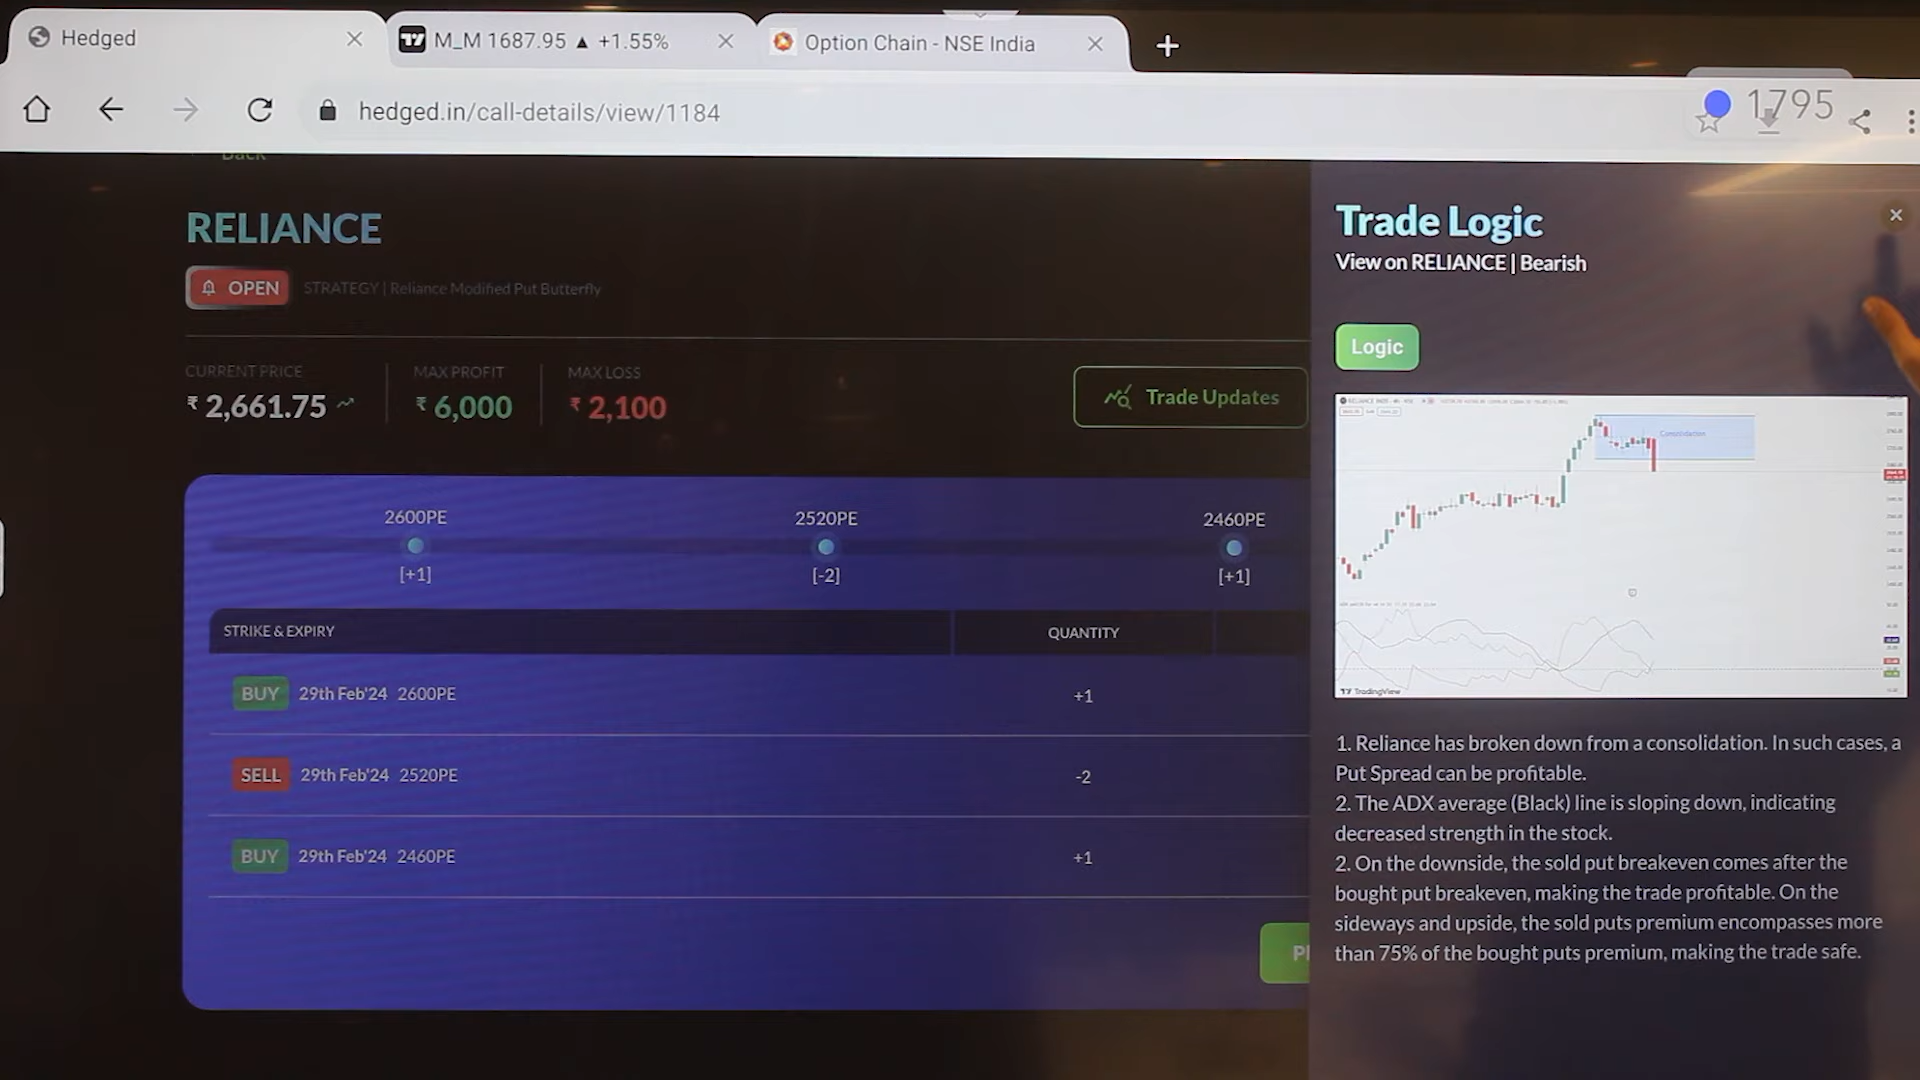 Hedged
M_M 1687.95 ▲ +1.55%
Option Chain - NSE India
hedged.in/call-details/view/1184
1795
Back
RELIANCE
OPEN
STRATEGY | Reliance Modified Put Butterfly
CURRENT PRICE
₹ 2,661.75
MAX PROFIT
₹ 6,000
MAX LOSS
₹ 2,100
Trade Updates
2600PE
2520PE
2460PE
[+1]
[-2]
[+1]
STRIKE & EXPIRY
QUANTITY
BUY 29th Feb'24 2600PE +1
SELL 29th Feb'24 2520PE -2
BUY 29th Feb'24 2460PE +1
Trade Logic
View on RELIANCE | Bearish
Logic
Consolidation
TradingView
1. Reliance has broken down from a consolidation. In such cases, a
Put Spread can be profitable.
2. The ADX average (Black) line is sloping down, indicating
decreased strength in the stock.
2. On the downside, the sold put breakeven comes after the
bought put breakeven, making the trade profitable. On the
sideways and upside, the sold puts premium encompasses more
than 75% of the bought puts premium, making the trade safe.